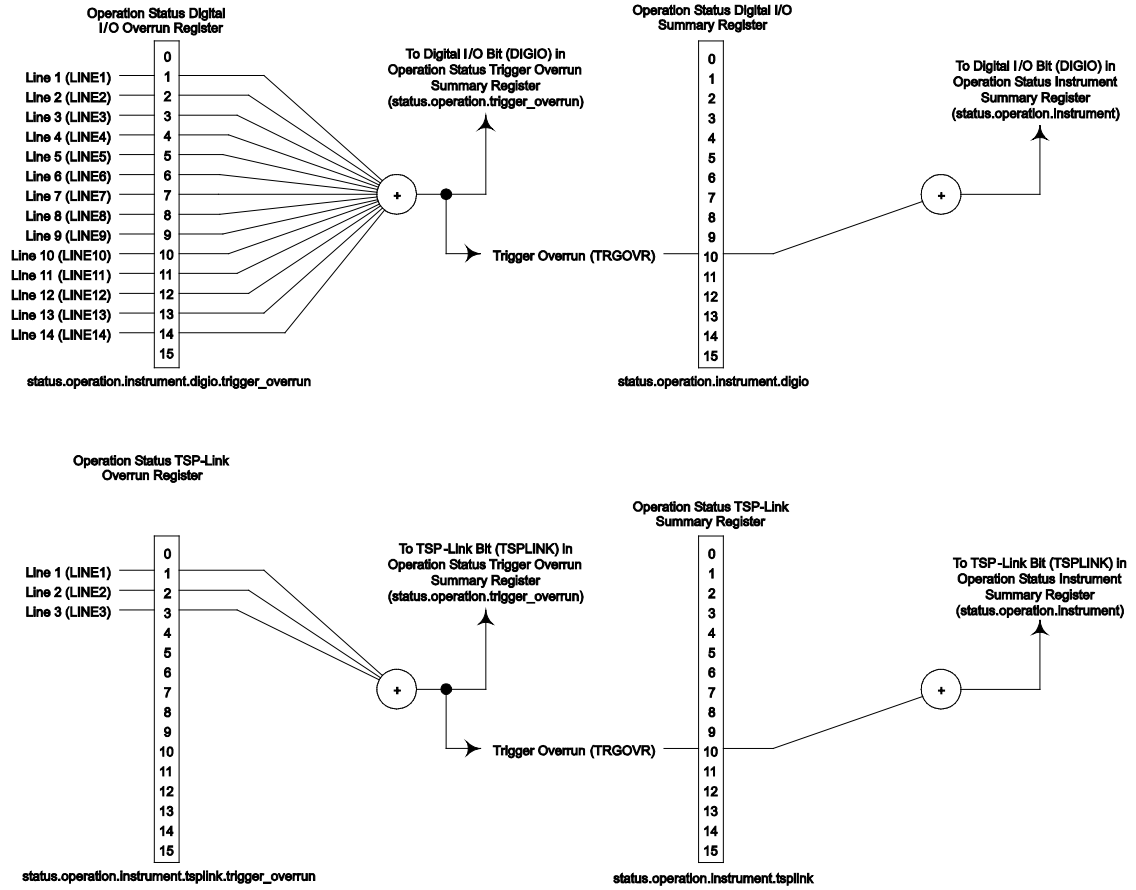 Operation Status Digital
I/O Overrun Register
Operation Status Digital I/O
Summary Register
To Digital I/O Bit (DIGIO) in
Operation Status Trigger Overrun
Summary Register
(status.operation.trigger_overrun)
To Digital I/O Bit (DIGIO) in
Operation Status Instrument
Summary Register
(status.operation.instrument)
0
Line 1 (LINE1) 1
Line 2 (LINE2) 2
Line 3 (LINE3) 3
Line 4 (LINE4) 4
Line 5 (LINE5) 5
Line 6 (LINE6) 6
Line 7 (LINE7) 7
Line 8 (LINE8) 8
Line 9 (LINE9) 9
Line 10 (LINE10) 10
Line 11 (LINE11) 11
Line 12 (LINE12) 12
Line 13 (LINE13) 13
Line 14 (LINE14) 14
15
+
Trigger Overrun (TRGOVR)
0
1
2
3
4
5
6
7
8
9
10
11
12
13
14
15
+
status.operation.instrument.digio.trigger_overrun
status.operation.instrument.digio
Operation Status TSP-Link
Overrun Register
Operation Status TSP-Link
Summary Register
To TSP-Link Bit (TSPLINK) in
Operation Status Trigger Overrun
Summary Register
(status.operation.trigger_overrun)
To TSP-Link Bit (TSPLINK) in
Operation Status Instrument
Summary Register
(status.operation.instrument)
0
Line 1 (LINE1) 1
Line 2 (LINE2) 2
Line 3 (LINE3) 3
4
5
6
7
8
9
10
11
12
13
14
15
+
Trigger Overrun (TRGOVR)
0
1
2
3
4
5
6
7
8
9
10
11
12
13
14
15
+
status.operation.instrument.tsplink.trigger_overrun
status.operation.instrument.tsplink